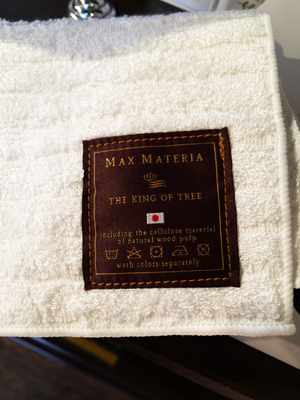 MAX MATERIA
THE KING OF TREE
including the cellulose material
of natural wood pulp
wash colors separately